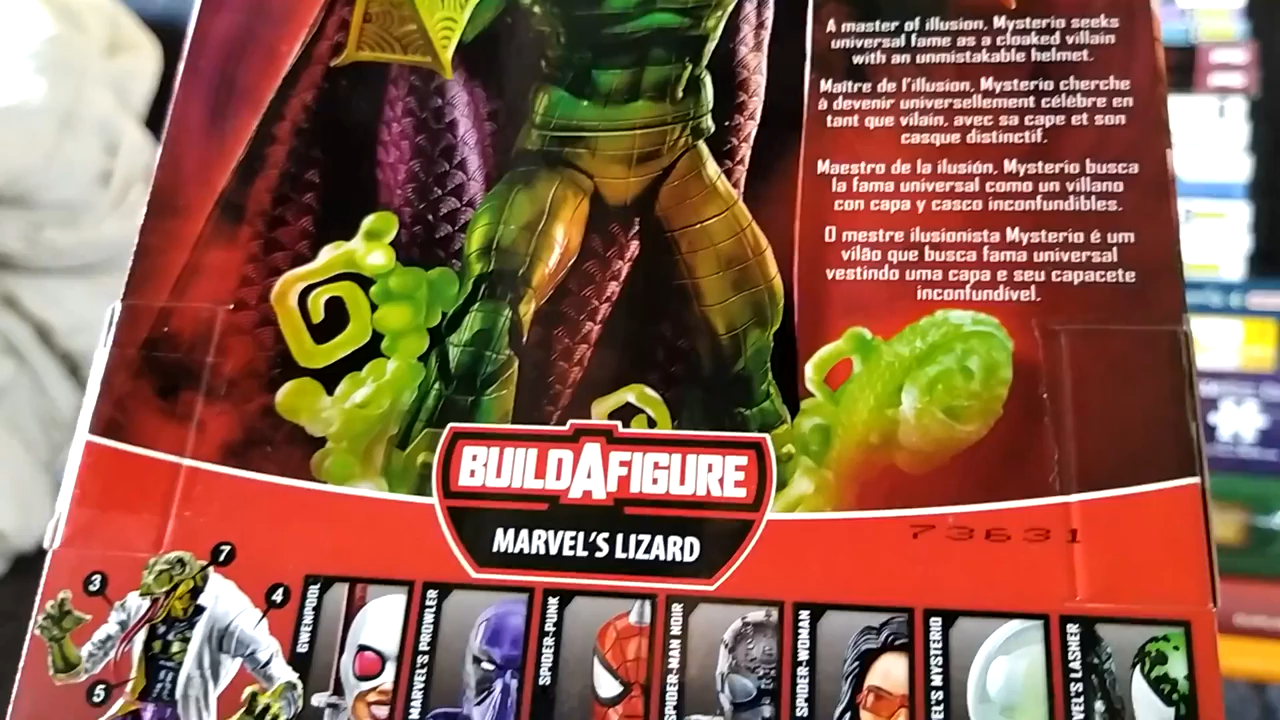 A master of illusion, Mysterio seeks
universal fame as a cloaked villain
with an unmistakable helmet.
Maître de l'illusion, Mysterio cherche
à devenir universellement célèbre en
tant que vilain, avec sa cape et son
casque distinctif.
Maestro de la ilusión, Mysterio busca
la fama universal como un villano
con capa y casco inconfundibles.
O mestre ilusionista Mysterio é um
vilão que busca fama universal
vestindo uma capa e seu capacete
inconfundível.
BUILDAFIGURE
MARVEL'S LIZARD
73631
7
3
4
5
GWENPOOL
MARVEL'S PROWLER
SPIDER-PUNK
SPIDER-MAN NOIR
SPIDER-WOMAN
EL'S MYSTERIO
EL'S LASHER